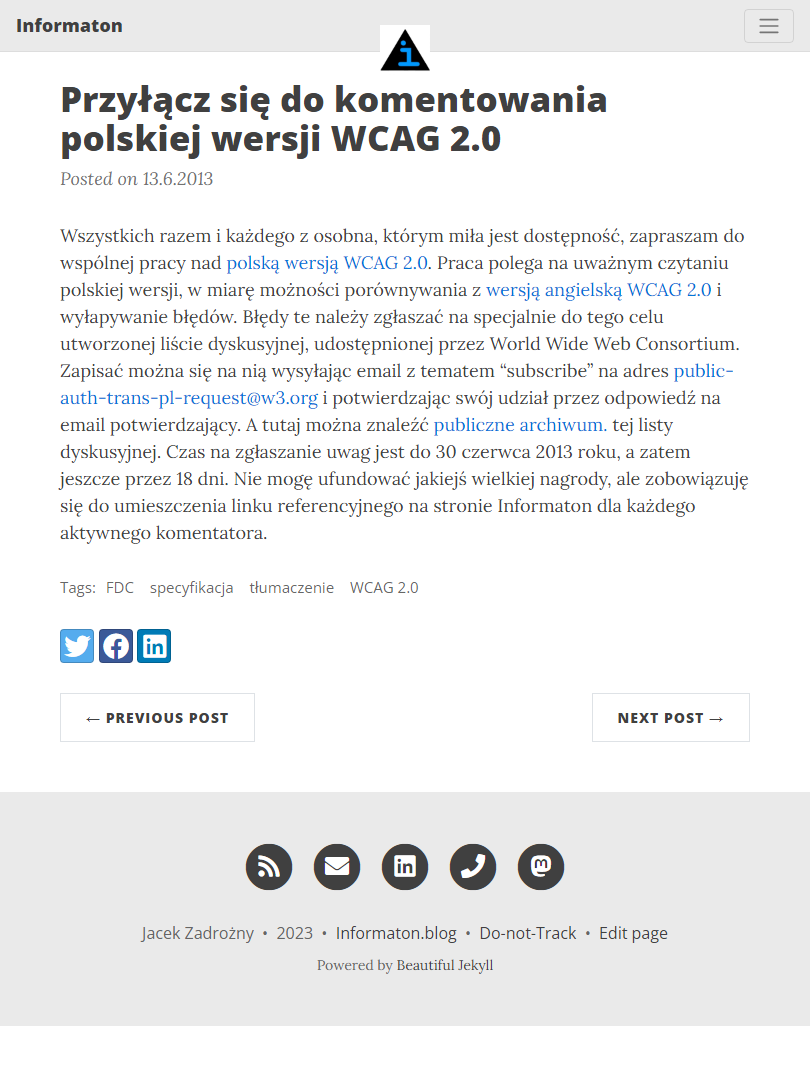 Informaton
Przyłącz się do komentowania
polskiej wersji WCAG 2.0
Posted on 13.6.2013
Wszystkich razem i każdego z osobna, którym miła jest dostępność, zapraszam do
wspólnej pracy nad polską wersją WCAG 2.0. Praca polega na uważnym czytaniu
polskiej wersji, w miarę możności porównywania z wersją angielską WCAG 2.0 i
wyłapywanie błędów. Błędy te należy zgłaszać na specjalnie do tego celu
utworzonej liście dyskusyjnej, udostępnionej przez World Wide Web Consortium.
Zapisać można się na nią wysyłając email z tematem “subscribe” na adres public-
auth-trans-pl-request@w3.org i potwierdzając swój udział przez odpowiedź na
email potwierdzający. A tutaj można znaleźć publiczne archiwum. tej listy
dyskusyjnej. Czas na zgłaszanie uwag jest do 30 czerwca 2013 roku, a zatem
jeszcze przez 18 dni. Nie mogę ufundować jakiejś wielkiej nagrody, ale zobowiązuję
się do umieszczenia linku referencyjnego na stronie Informaton dla każdego
aktywnego komentatora.
Tags: FDC specyfikacja tłumaczenie WCAG 2.0
← PREVIOUS POST NEXT POST →
Jacek Zadrożny • 2023 • Informaton.blog • Do-not-Track • Edit page
Powered by Beautiful Jekyll